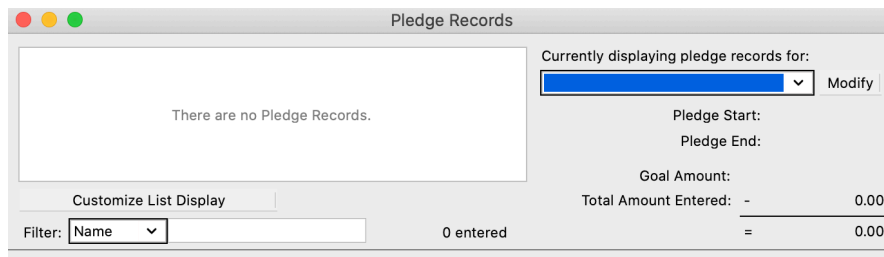 Pledge Records
Currently displaying pledge records for:
Modify
There are no Pledge Records.
Pledge Start:
Pledge End:
Goal Amount:
Customize List Display
Total Amount Entered: - 0.00
Filter: Name 0 entered = 0.00